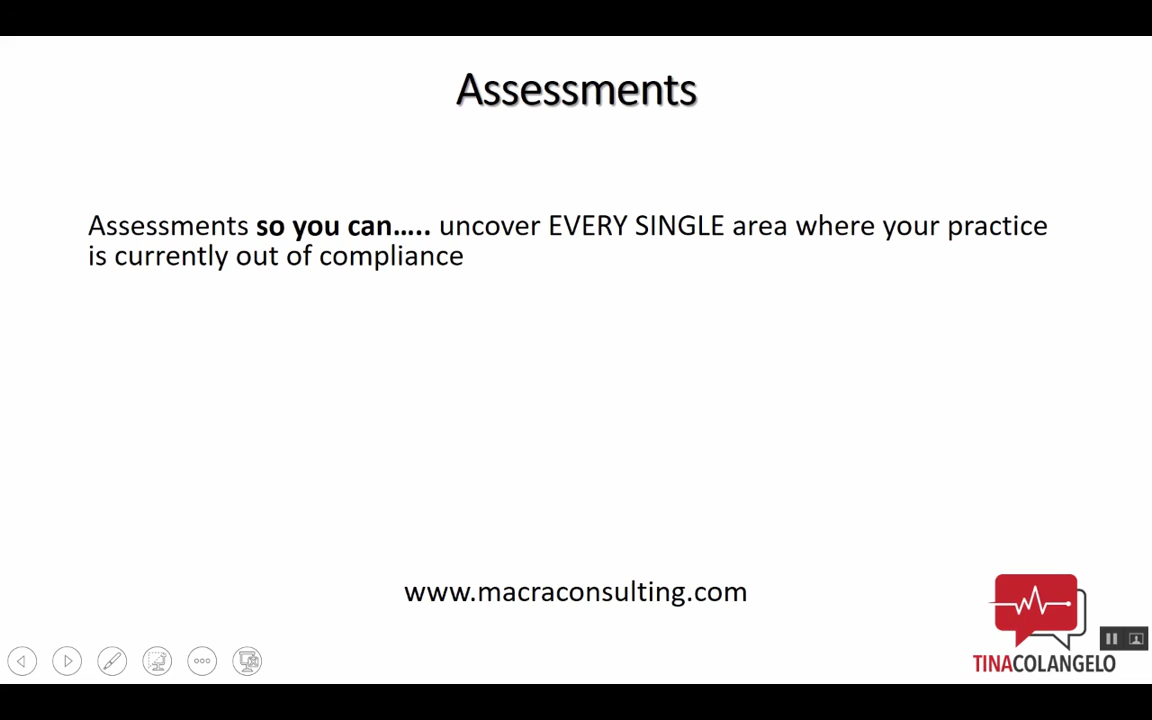 Assessments
Assessments so you can….. uncover EVERY SINGLE area where your practice
is currently out of compliance
www.macraconsulting.com
TINACOLANGELO